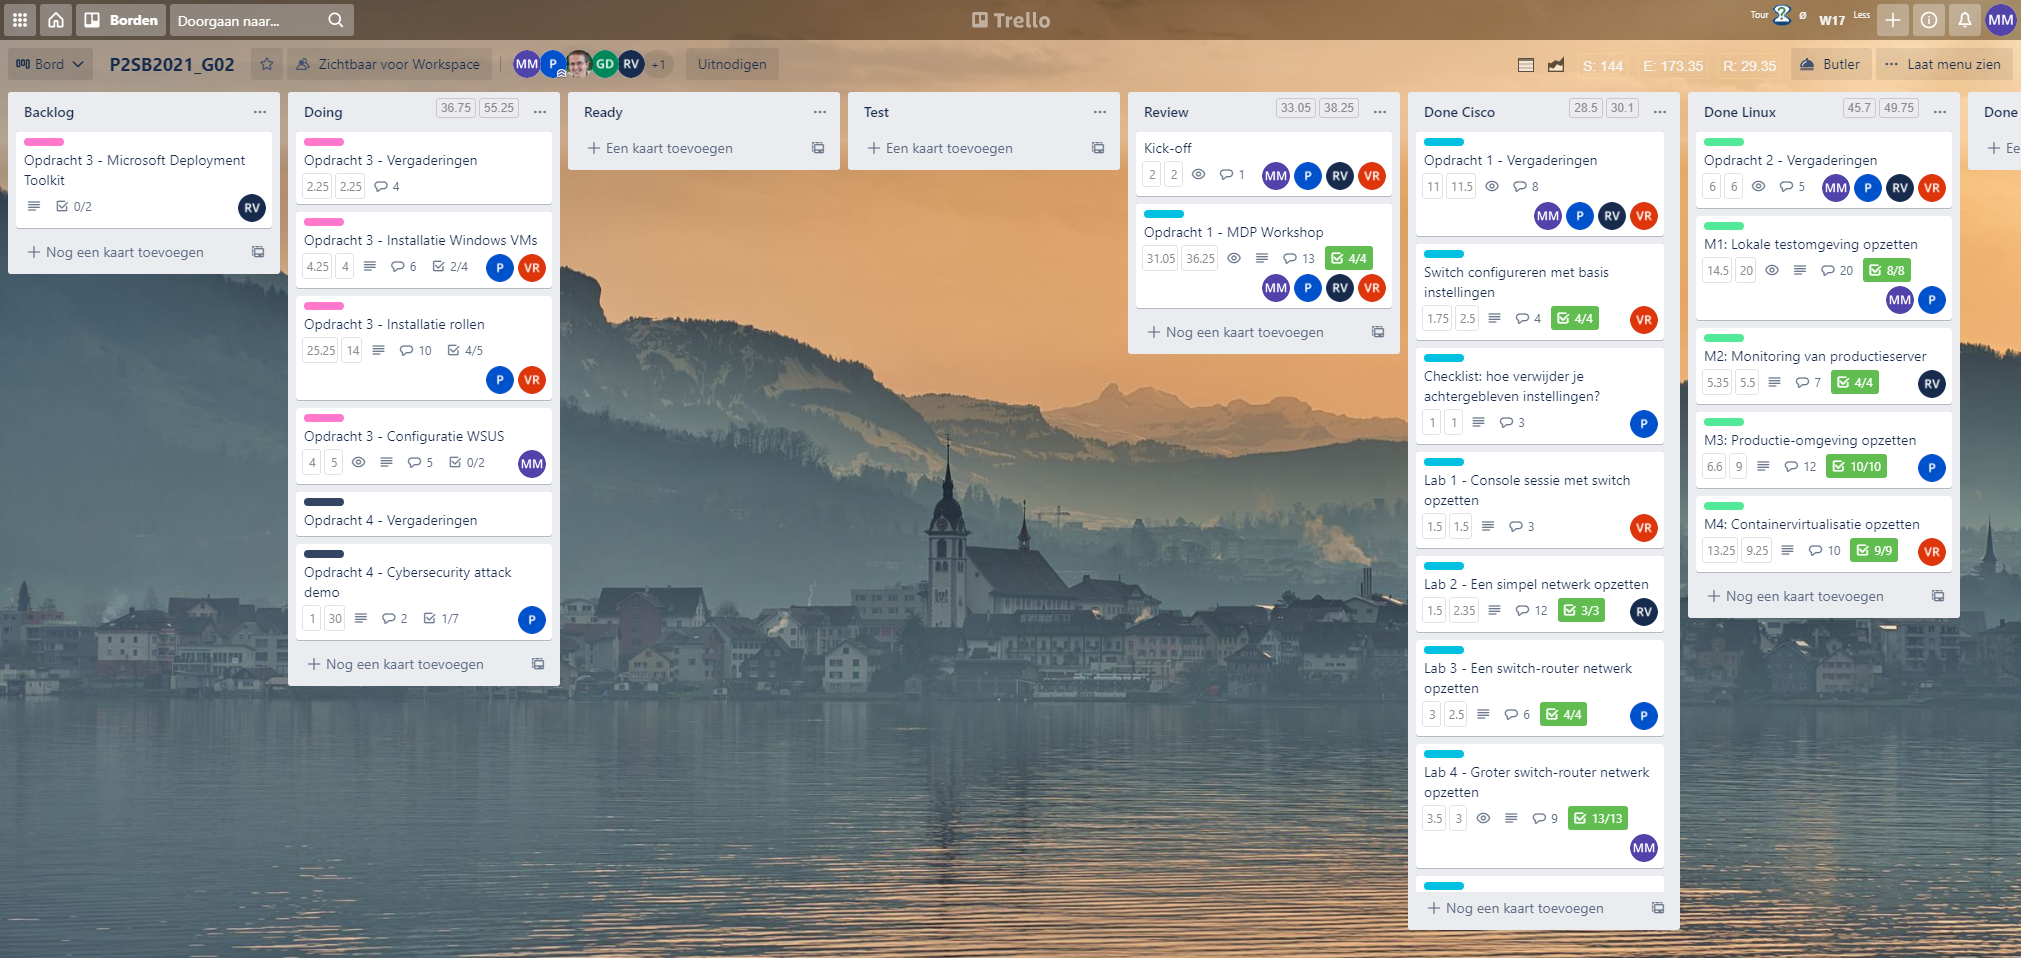 Borden
Doorgaan naar...
Trello
Tour
ø
W17
Less
MM
Bord
P2SB2021_G02
Zichtbaar voor Workspace
MM P GD RV +1
Uitnodigen
S: 144
E: 173.35
R: 29.35
Butler
Laat menu zien
Backlog
Opdracht 3 - Microsoft Deployment
Toolkit
0/2
RV
Nog een kaart toevoegen
Doing
36.75 55.25
Opdracht 3 - Vergaderingen
2.25 2.25 4
Opdracht 3 - Installatie Windows VMs
4.25 4 6 2/4 P VR
Opdracht 3 - Installatie rollen
25.25 14 10 4/5
P VR
Opdracht 3 - Configuratie WSUS
4 5 5 0/2 MM
Opdracht 4 - Vergaderingen
Opdracht 4 - Cybersecurity attack
demo
1 30 2 1/7 P
Nog een kaart toevoegen
Ready
Een kaart toevoegen
Test
Een kaart toevoegen
Review
33.05 38.25
Kick-off
2 2 1 MM P RV VR
Opdracht 1 - MDP Workshop
31.05 36.25 13 4/4
MM P RV VR
Nog een kaart toevoegen
Done Cisco
28.5 30.1
Opdracht 1 - Vergaderingen
11 11.5 8
MM P RV VR
Switch configureren met basis
instellingen
1.75 2.5 4 4/4 VR
Checklist: hoe verwijder je
achtergebleven instellingen?
1 1 3 P
Lab 1 - Console sessie met switch
opzetten
1.5 1.5 3 VR
Lab 2 - Een simpel netwerk opzetten
1.5 2.35 12 3/3 RV
Lab 3 - Een switch-router netwerk
opzetten
3 2.5 6 4/4 P
Lab 4 - Groter switch-router netwerk
opzetten
3.5 3 9 13/13
MM
Nog een kaart toevoegen
Done Linux
45.7 49.75
Opdracht 2 - Vergaderingen
6 6 5 MM P RV VR
M1: Lokale testomgeving opzetten
14.5 20 20 8/8
MM P
M2: Monitoring van productieserver
5.35 5.5 7 4/4 RV
M3: Productie-omgeving opzetten
6.6 9 12 10/10 P
M4: Containervirtualisatie opzetten
13.25 9.25 10 9/9 VR
Nog een kaart toevoegen
Done
Ee